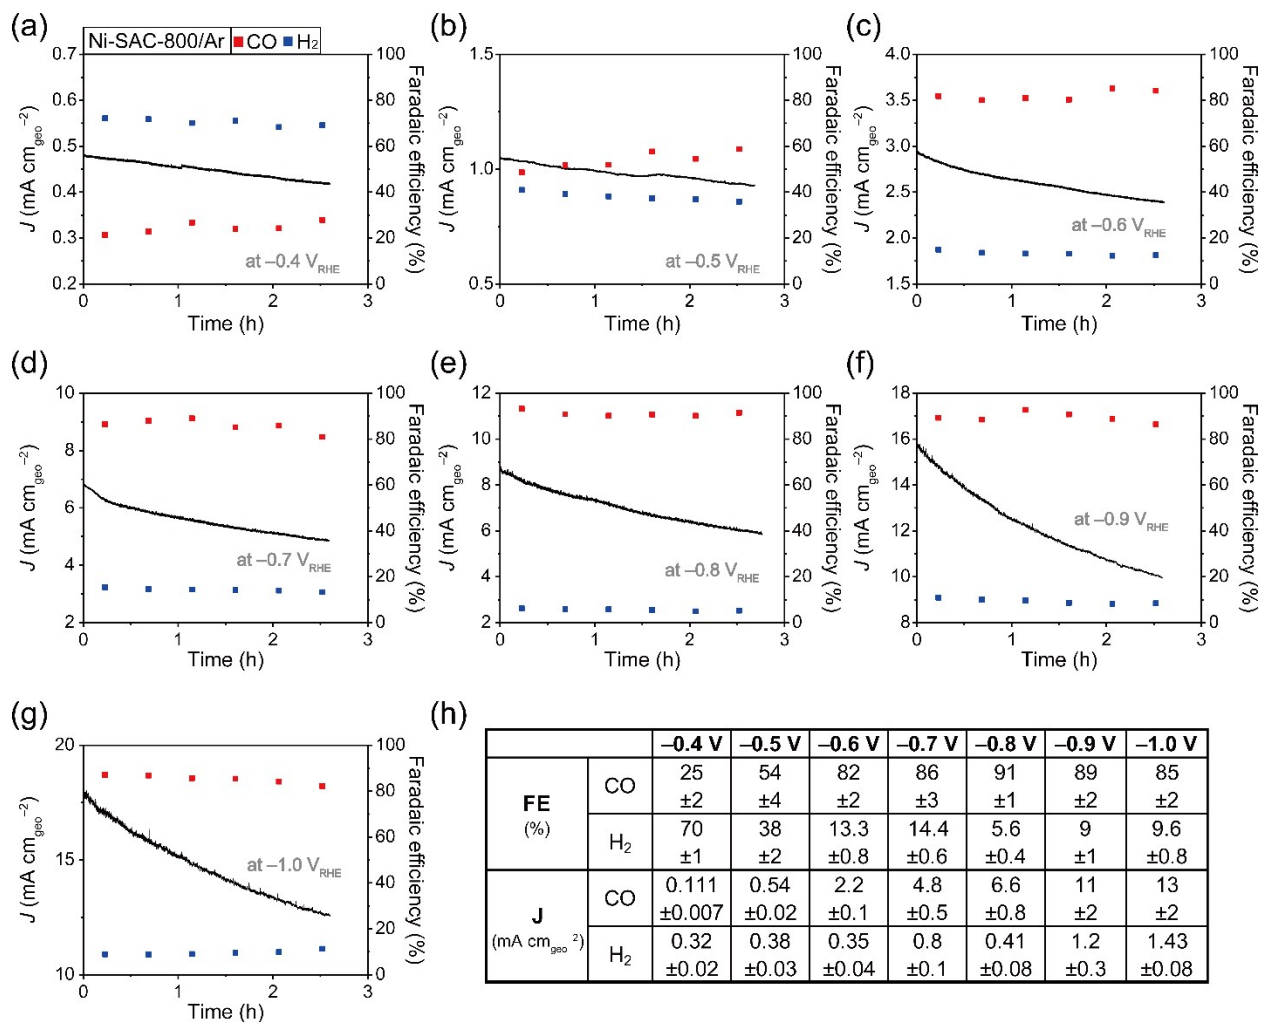 (a)
Ni-SAC-800/Ar CO H₂
0.7
0.6
0.5
0.4
0.3
0.2
100
80
60
40
20
0
J (mA cm_geo⁻²)
Faradaic efficiency (%)
at –0.4 V_RHE
0 1 2 3
Time (h)
(b)
1.5
1.0
0.5
100
80
60
40
20
0
J (mA cm_geo⁻²)
Faradaic efficiency (%)
at –0.5 V_RHE
0 1 2 3
Time (h)
(c)
4.0
3.5
3.0
2.5
2.0
1.5
100
80
60
40
20
0
J (mA cm_geo⁻²)
Faradaic efficiency (%)
at –0.6 V_RHE
0 1 2 3
Time (h)
(d)
10
8
6
4
2
100
80
60
40
20
0
J (mA cm_geo⁻²)
Faradaic efficiency (%)
at –0.7 V_RHE
0 1 2 3
Time (h)
(e)
12
10
8
6
4
2
100
80
60
40
20
0
J (mA cm_geo⁻²)
Faradaic efficiency (%)
at –0.8 V_RHE
0 1 2 3
Time (h)
(f)
18
16
14
12
10
8
100
80
60
40
20
0
J (mA cm_geo⁻²)
Faradaic efficiency (%)
at –0.9 V_RHE
0 1 2 3
Time (h)
(g)
20
15
10
100
80
60
40
20
0
J (mA cm_geo⁻²)
Faradaic efficiency (%)
at –1.0 V_RHE
0 1 2 3
Time (h)
(h)
–0.4 V –0.5 V –0.6 V –0.7 V –0.8 V –0.9 V –1.0 V
FE
(%)
CO
25 54 82 86 91 89 85
±2 ±4 ±2 ±3 ±1 ±2 ±2
H₂
70 38 13.3 14.4 5.6 9 9.6
±1 ±2 ±0.8 ±0.6 ±0.4 ±1 ±0.8
J
(mA cm_geo⁻²)
CO
0.111 0.54 2.2 4.8 6.6 11 13
±0.007 ±0.02 ±0.1 ±0.5 ±0.8 ±2 ±2
H₂
0.32 0.38 0.35 0.8 0.41 1.2 1.43
±0.02 ±0.03 ±0.04 ±0.1 ±0.08 ±0.3 ±0.08